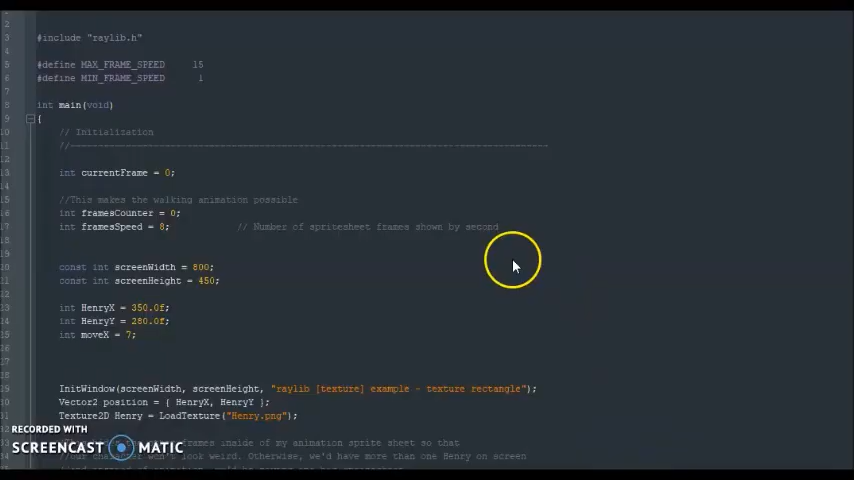 2
3 #include "raylib.h"
4
5 #define MAX_FRAME_SPEED 15
6 #define MIN_FRAME_SPEED 1
7
8 int main(void)
9 {
10 // Initialization
11 //
12
13 int currentFrame = 0;
14
15 //This makes the walking animation possible
16 int framesCounter = 0;
17 int framesSpeed = 8; // Number of spritesheet frames shown by second
18
19
20 const int screenWidth = 800;
21 const int screenHeight = 450;
22
23 int HenryX = 350.0f;
24 int HenryY = 280.0f;
25 int moveX = 7;
26
27
28
29 InitWindow(screenWidth, screenHeight, "raylib [texture] example - texture rectangle");
30 Vector2 position = { HenryX, HenryY };
31 Texture2D Henry = LoadTexture("Henry.png");
RECORDED WITH
SCREENCAST MATIC
frames inside of my animation sprite sheet so that
character won't look weird. Otherwise, we'd have more than one Henry on screen